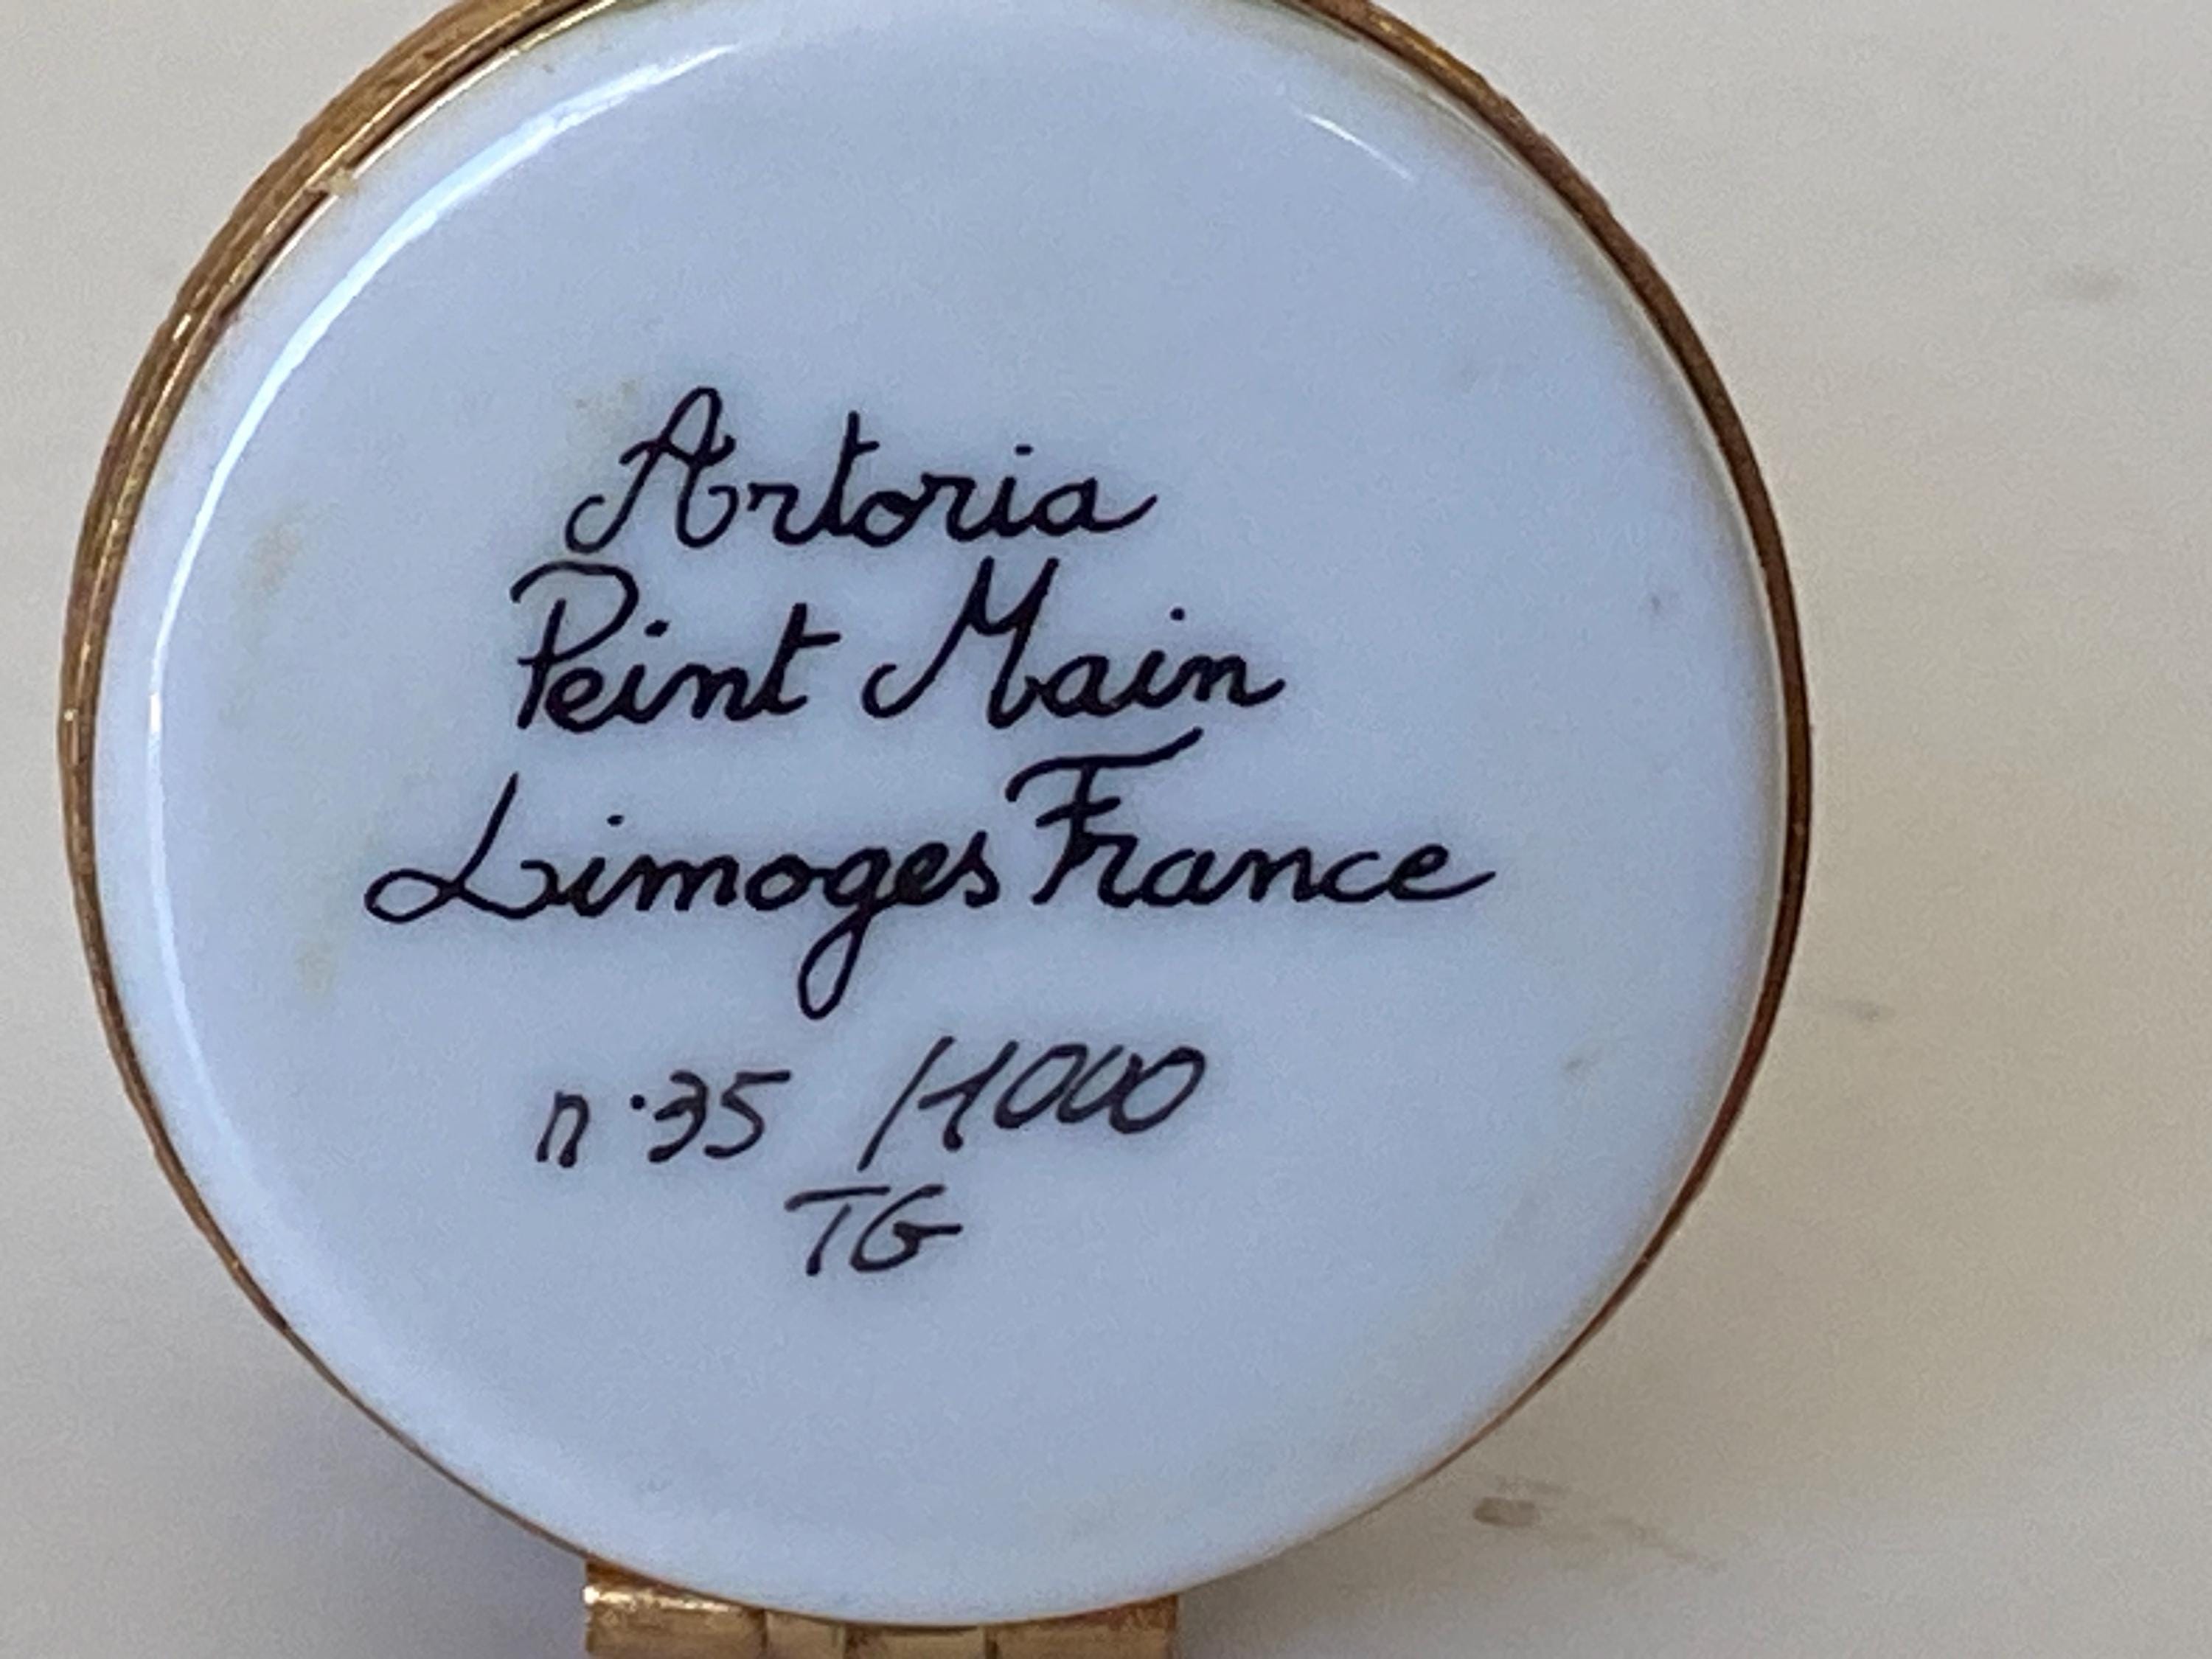 Artoria
Peint Main
Limoges France
n.35 /1000
TG